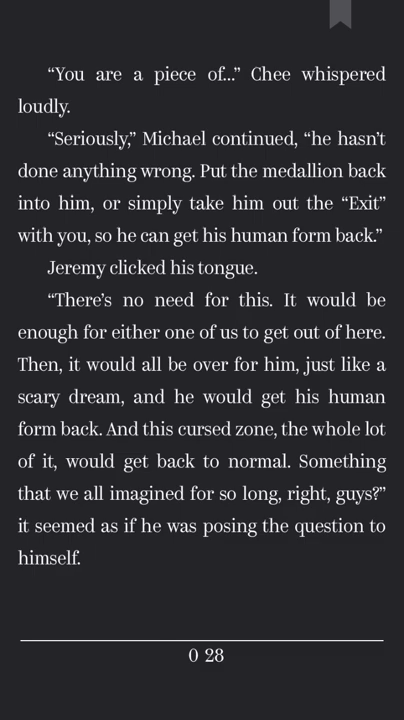 “You are a piece of...” Chee whispered
loudly.
“Seriously,” Michael continued, “he hasn’t
done anything wrong. Put the medallion back
into him, or simply take him out the “Exit”
with you, so he can get his human form back.”
Jeremy clicked his tongue.
“There’s no need for this. It would be
enough for either one of us to get out of here.
Then, it would all be over for him, just like a
scary dream, and he would get his human
form back. And this cursed zone, the whole lot
of it, would get back to normal. Something
that we all imagined for so long, right, guys?”
it seemed as if he was posing the question to
himself.
0 28